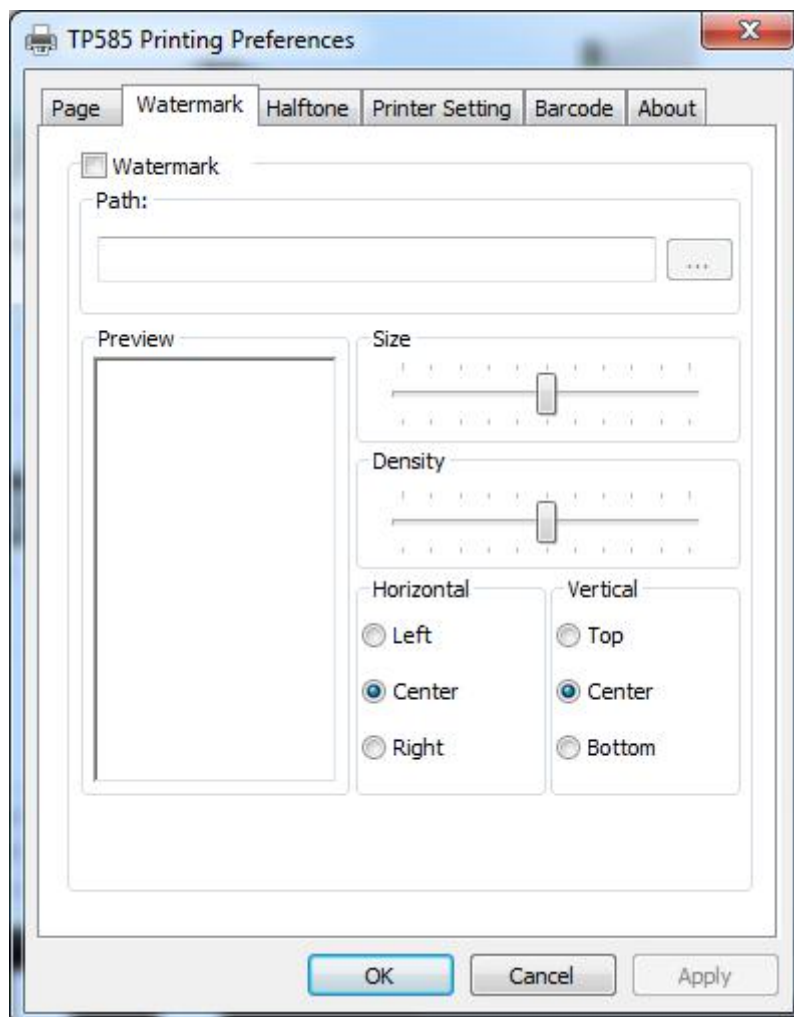 TP585 Printing Preferences
Page Watermark Halftone Printer Setting Barcode About
Watermark
Path:
...
Preview
Size
Density
Horizontal
Left
Center
Right
Vertical
Top
Center
Bottom
OK Cancel Apply